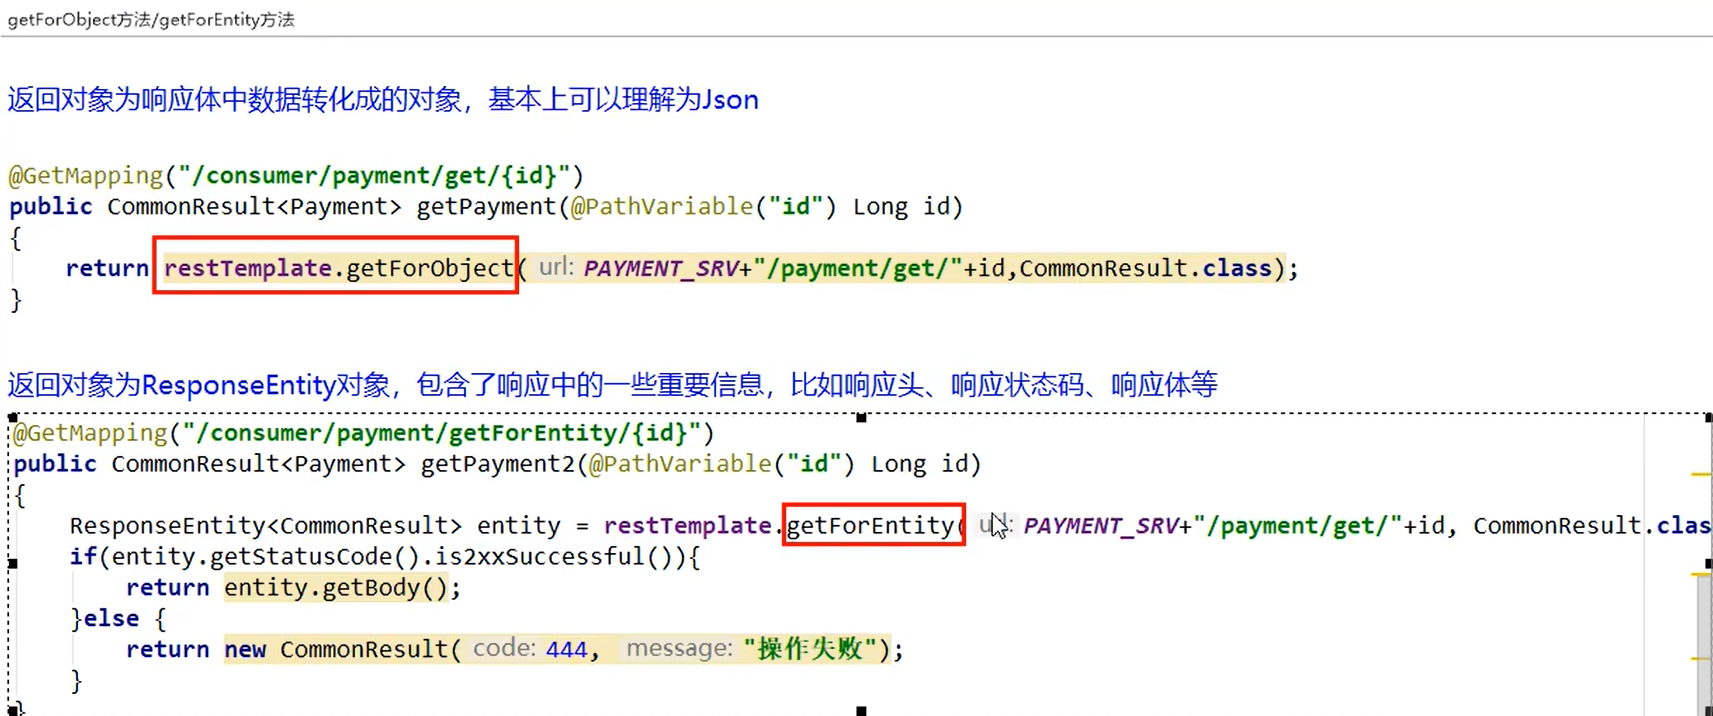 getForObject方法/getForEntity方法
返回对象为响应体中数据转化成的对象，基本上可以理解为Json
@GetMapping("/consumer/payment/get/{id}")
public CommonResult<Payment> getPayment(@PathVariable("id") Long id)
{
return restTemplate.getForObject( url: PAYMENT_SRV+"/payment/get/"+id,CommonResult.class);
}
返回对象为ResponseEntity对象，包含了响应中的一些重要信息，比如响应头、响应状态码、响应体等
@GetMapping("/consumer/payment/getForEntity/{id}")
public CommonResult<Payment> getPayment2(@PathVariable("id") Long id)
{
ResponseEntity<CommonResult> entity = restTemplate.getForEntity( url: PAYMENT_SRV+"/payment/get/"+id, CommonResult.clas
if(entity.getStatusCode().is2xxSuccessful()){
return entity.getBody();
}else {
return new CommonResult( code: 444, message: "操作失败");
}
}